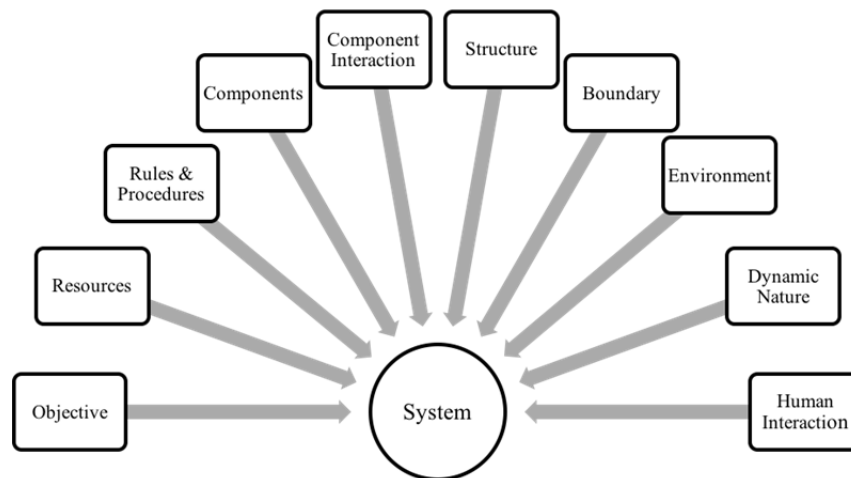 Component
Interaction
Structure
Components
Boundary
Rules &
Procedures
Environment
Resources
Dynamic
Nature
Objective
System
Human
Interaction